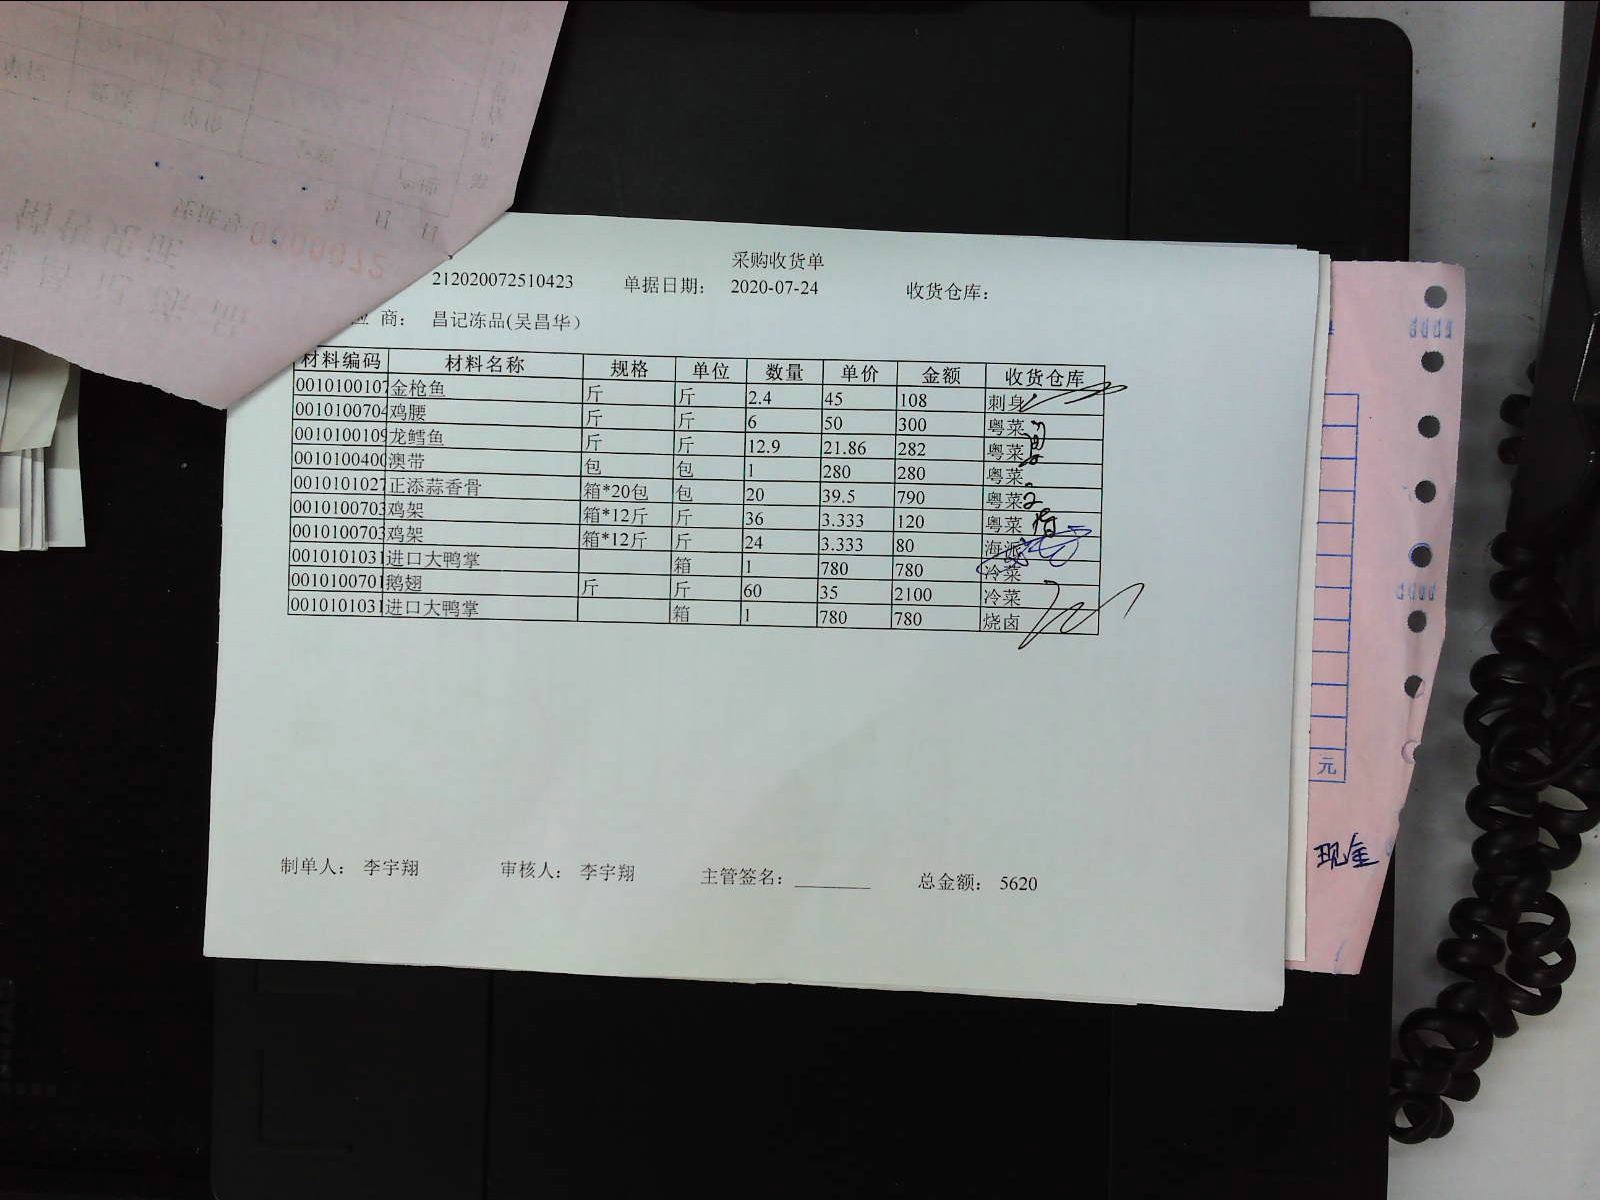 采购收货单
212020072510423 单据日期： 2020-07-24 收货仓库：
应 商： 昌记冻品(吴昌华)
材料编码 材料名称 规格 单位 数量 单价 金额 收货仓库
0010100107 金枪鱼 斤 斤 2.4 45 108 刺身
0010100704 鸡腰 斤 斤 6 50 300 粤菜
0010100109 龙鳕鱼 斤 斤 12.9 21.86 282 粤菜
0010100400 澳带 包 包 1 280 280 粤菜
0010101027 正添蒜香骨 箱*20包 包 20 39.5 790 粤菜
0010100703 鸡架 箱*12斤 斤 36 3.333 120 粤菜
0010100703 鸡架 箱*12斤 斤 24 3.333 80 海派
0010101031 进口大鸭掌 箱 1 780 780 冷菜
0010100701 鹅翅 斤 斤 60 35 2100 冷菜
0010101031 进口大鸭掌 箱 1 780 780 烧卤
制单人： 李宇翔 审核人： 李宇翔 主管签名： 总金额： 5620
元
现金
0000072